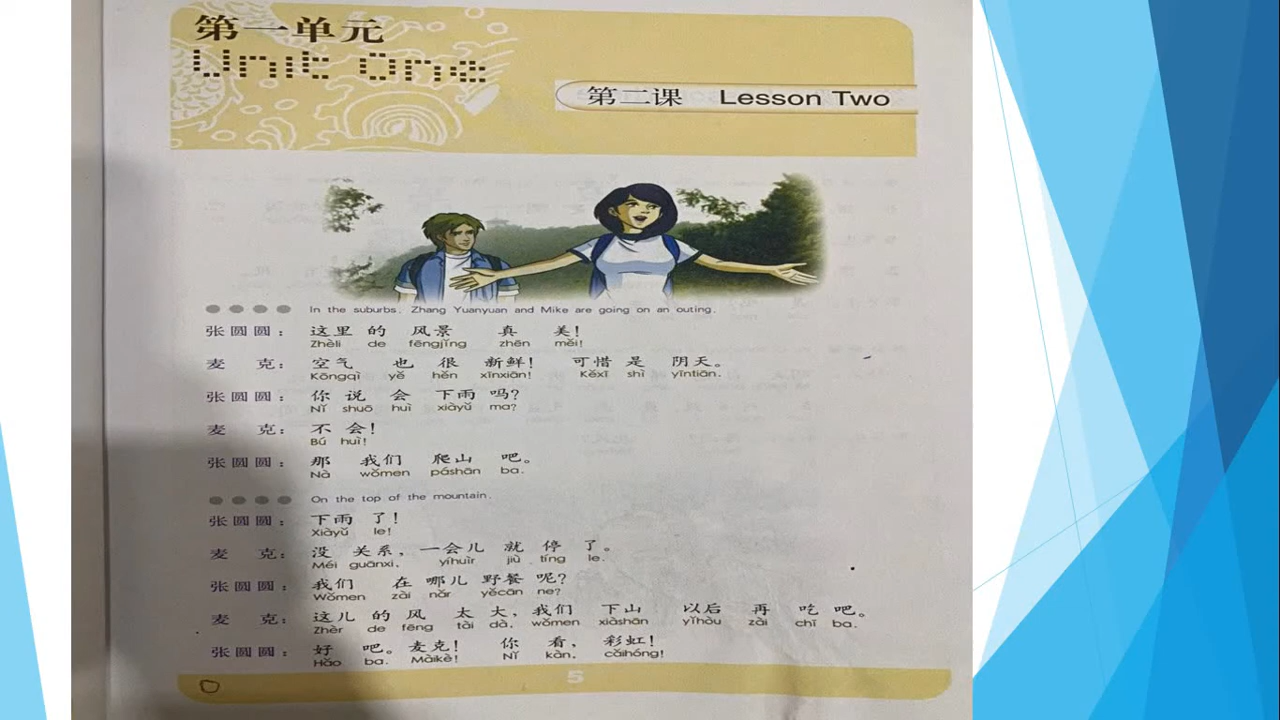 第一单元
Unit One
第二课 Lesson Two
In the suburbs, Zhang Yuanyuan and Mike are going on an outing.
张圆圆： 这里 的 风景 真 美！
Zhèli de fēngjǐng zhēn měi!
麦 克： 空气 也 很 新鲜！ 可惜 是 阴天。
Kōngqì yě hěn xīnxiān! Kěxī shì yīntiān.
张圆圆： 你 说 会 下雨 吗？
Nǐ shuō huì xiàyǔ ma?
麦 克： 不 会！
Bú huì!
张圆圆： 那 我们 爬山 吧。
Nà wǒmen páshān ba.
On the top of the mountain.
张圆圆： 下雨 了！
Xiàyǔ le!
麦 克： 没 关系，一会儿 就 停 了。
Méi guānxi, yíhuìr jiù tíng le.
张圆圆： 我们 在 哪儿 野餐 呢？
Wǒmen zài nǎr yěcān ne?
麦 克： 这儿 的 风 太 大，我们 下山 以后 再 吃 吧。
Zhèr de fēng tài dà, wǒmen xiàshān yǐhòu zài chī ba.
张圆圆： 好 吧。麦克！ 你 看，彩虹！
Hǎo ba. Màikè! Nǐ kàn, cǎihóng!
5